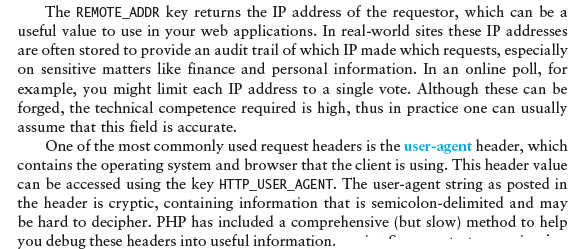 The REMOTE_ADDR key returns the IP address of the requestor, which can be a
useful value to use in your web applications. In real-world sites these IP addresses
are often stored to provide an audit trail of which IP made which requests, especially
on sensitive matters like finance and personal information. In an online poll, for
example, you might limit each IP address to a single vote. Although these can be
forged, the technical competence required is high, thus in practice one can usually
assume that this field is accurate.
One of the most commonly used request headers is the user-agent header, which
contains the operating system and browser that the client is using. This header value
can be accessed using the key HTTP_USER_AGENT. The user-agent string as posted in
the header is cryptic, containing information that is semicolon-delimited and may
be hard to decipher. PHP has included a comprehensive (but slow) method to help
you debug these headers into useful information.